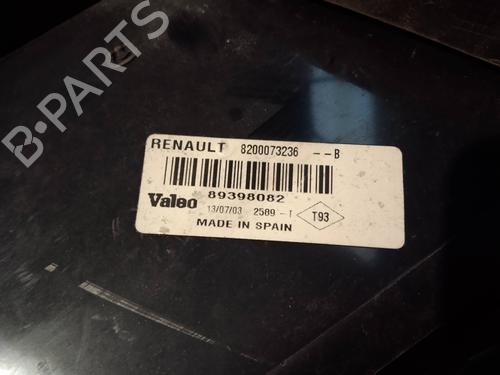 B-PARTS
RENAULT 8200073236 --B
89398082
Valeo 13/07/03 2589 - T T93
MADE IN SPAIN